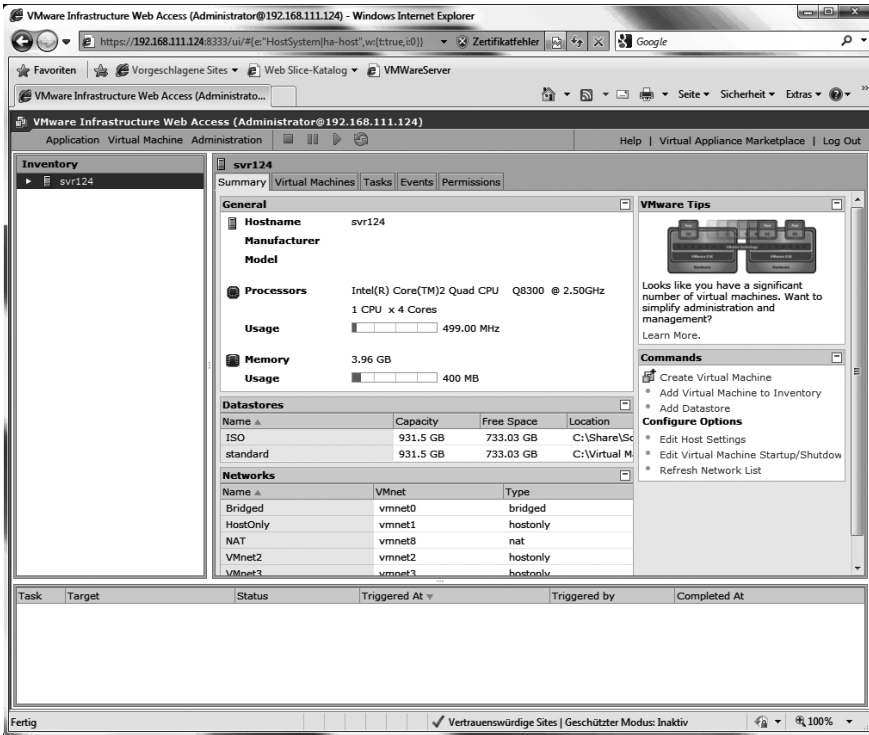 VMware Infrastructure Web Access (Administrator@192.168.111.124) - Windows Internet Explorer
https://192.168.111.124:8333/ui/#{e:"HostSystem|ha-host",w:{t:true,i:0}}
Zertifikatfehler
Google
Favoriten
Vorgeschlagene Sites
Web Slice-Katalog
VMWareServer
VMware Infrastructure Web Access (Administrato...
Seite
Sicherheit
Extras
VMware Infrastructure Web Access (Administrator@192.168.111.124)
Application Virtual Machine Administration
Help | Virtual Appliance Marketplace | Log Out
Inventory
svr124
svr124
Summary Virtual Machines Tasks Events Permissions
General
Hostname svr124
Manufacturer
Model
Processors Intel(R) Core(TM)2 Quad CPU Q8300 @ 2.50GHz
1 CPU x 4 Cores
Usage 499.00 MHz
Memory 3.96 GB
Usage 400 MB
Datastores
Name Capacity Free Space Location
ISO 931.5 GB 733.03 GB C:\Share\Sc
standard 931.5 GB 733.03 GB C:\Virtual M
Networks
Name VMnet Type
Bridged vmnet0 bridged
HostOnly vmnet1 hostonly
NAT vmnet8 nat
VMnet2 vmnet2 hostonly
VMnet3 vmnet3 hostonly
VMware Tips
Looks like you have a significant
number of virtual machines. Want to
simplify administration and
management?
Learn More.
Commands
Create Virtual Machine
Add Virtual Machine to Inventory
Add Datastore
Configure Options
Edit Host Settings
Edit Virtual Machine Startup/Shutdow
Refresh Network List
Task Target Status Triggered At Triggered by Completed At
Fertig
Vertrauenswürdige Sites | Geschützter Modus: Inaktiv
100%